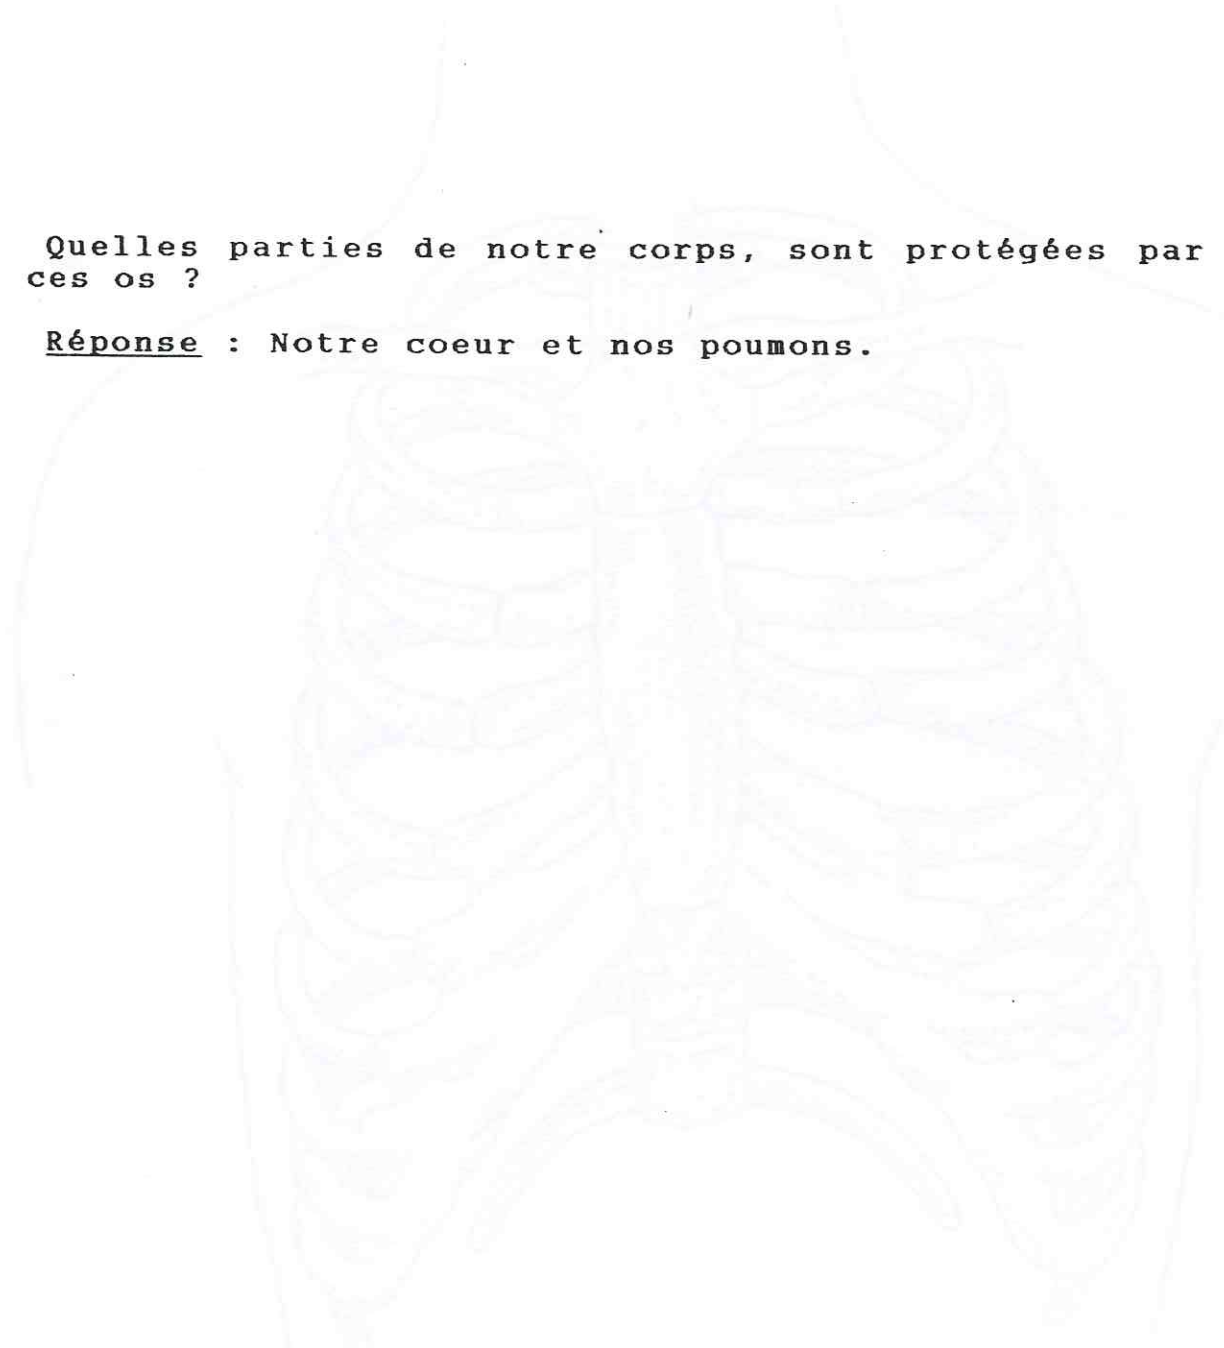 Quelles parties de notre corps, sont protégées par
ces os ?
Réponse : Notre coeur et nos poumons.